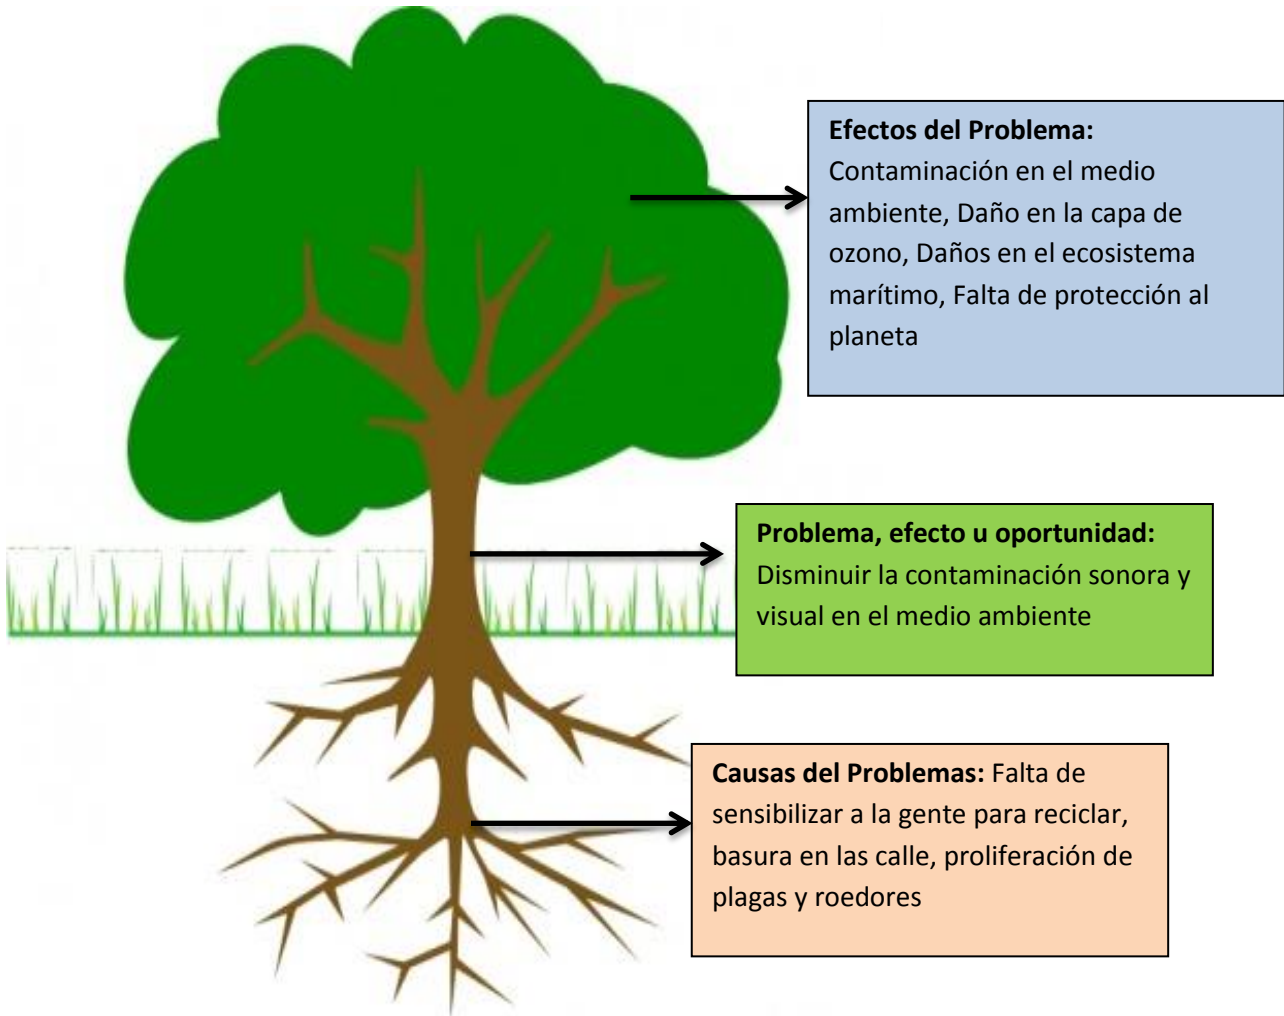 Efectos del Problema:
Contaminación en el medio
ambiente, Daño en la capa de
ozono, Daños en el ecosistema
marítimo, Falta de protección al
planeta
Problema, efecto u oportunidad:
Disminuir la contaminación sonora y
visual en el medio ambiente
Causas del Problemas: Falta de
sensibilizar a la gente para reciclar,
basura en las calle, proliferación de
plagas y roedores